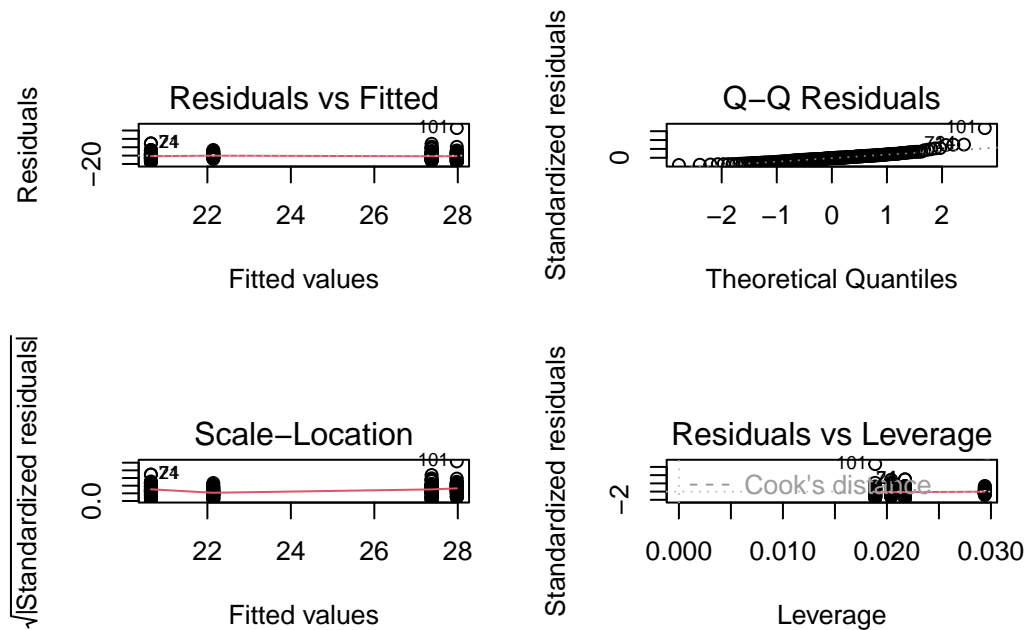 Residuals vs Fitted
Residuals
−20
101
74
22 24 26 28
Fitted values
Q−Q Residuals
Standardized residuals
0
101
−2 −1 0 1 2
Theoretical Quantiles
Scale−Location
√|Standardized residuals|
0.0
101
74
22 24 26 28
Fitted values
Residuals vs Leverage
Standardized residuals
−2
101
Cook's distance
0.000 0.010 0.020 0.030
Leverage